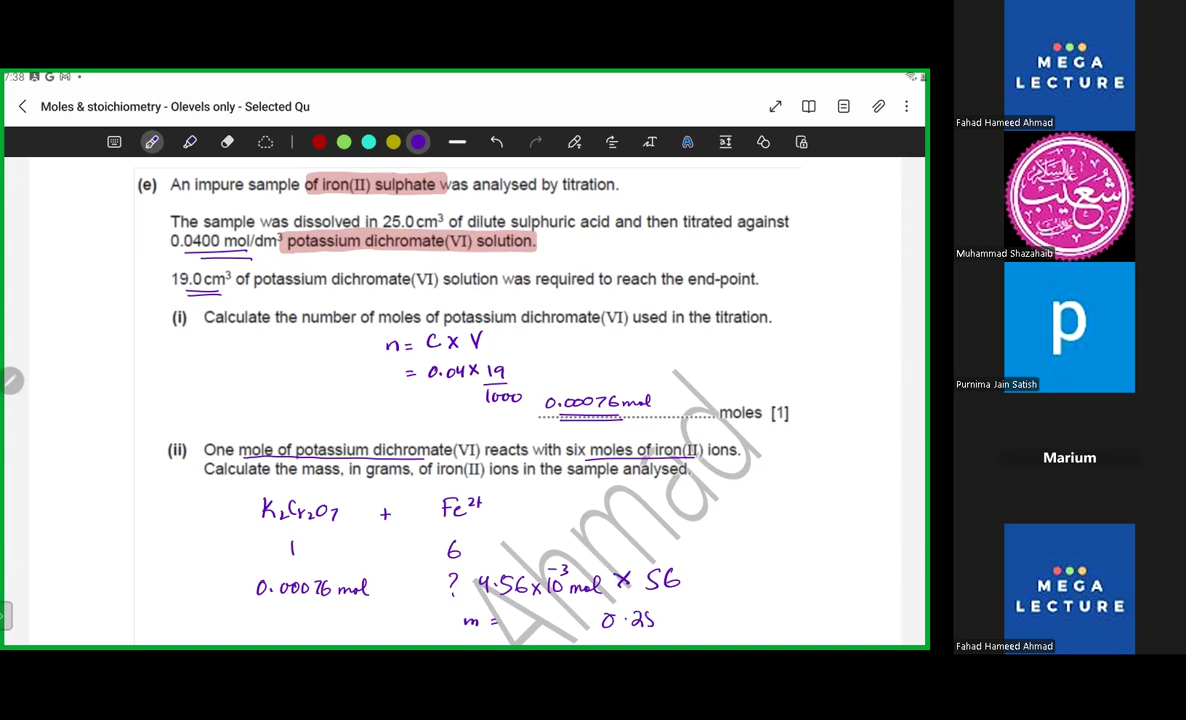 7:38
Moles & stoichiometry - Olevels only - Selected Qu
(e) An impure sample of iron(II) sulphate was analysed by titration.
The sample was dissolved in 25.0 cm³ of dilute sulphuric acid and then titrated against
0.0400 mol/dm³ potassium dichromate(VI) solution.
19.0 cm³ of potassium dichromate(VI) solution was required to reach the end-point.
(i) Calculate the number of moles of potassium dichromate(VI) used in the titration.
n = C × V
= 0.04 × 19
1000
0.00076 mol
moles [1]
(ii) One mole of potassium dichromate(VI) reacts with six moles of iron(II) ions.
Calculate the mass, in grams, of iron(II) ions in the sample analysed.
K₂Cr₂O₇ + Fe²⁺
1 6
0.00076 mol ? 4.56 × 10⁻³ mol × 56
m = 0.25
Ahmad
MEGA
LECTURE
Fahad Hameed Ahmad
شعيب
عليه السلام
Muhammad Shazahaib
p
Purnima Jain Satish
Marium
MEGA
LECTURE
Fahad Hameed Ahmad